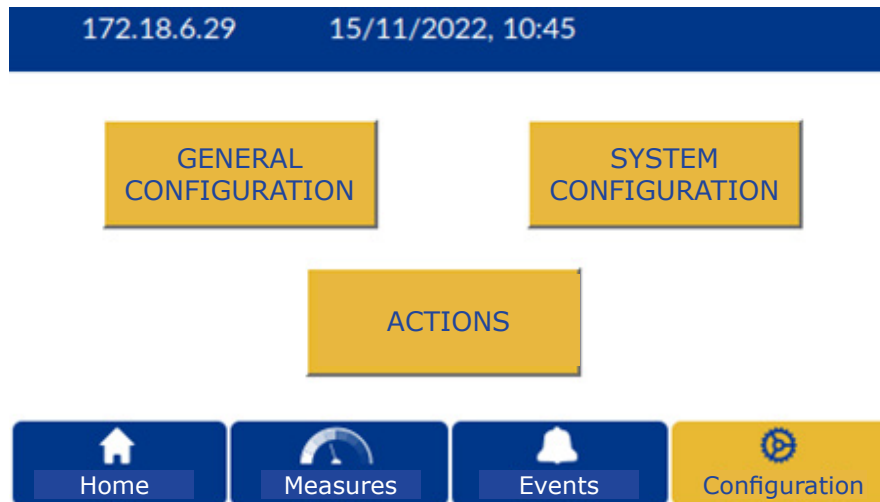 172.18.6.29 15/11/2022, 10:45
GENERAL
CONFIGURATION
SYSTEM
CONFIGURATION
ACTIONS
Home Measures Events Configuration